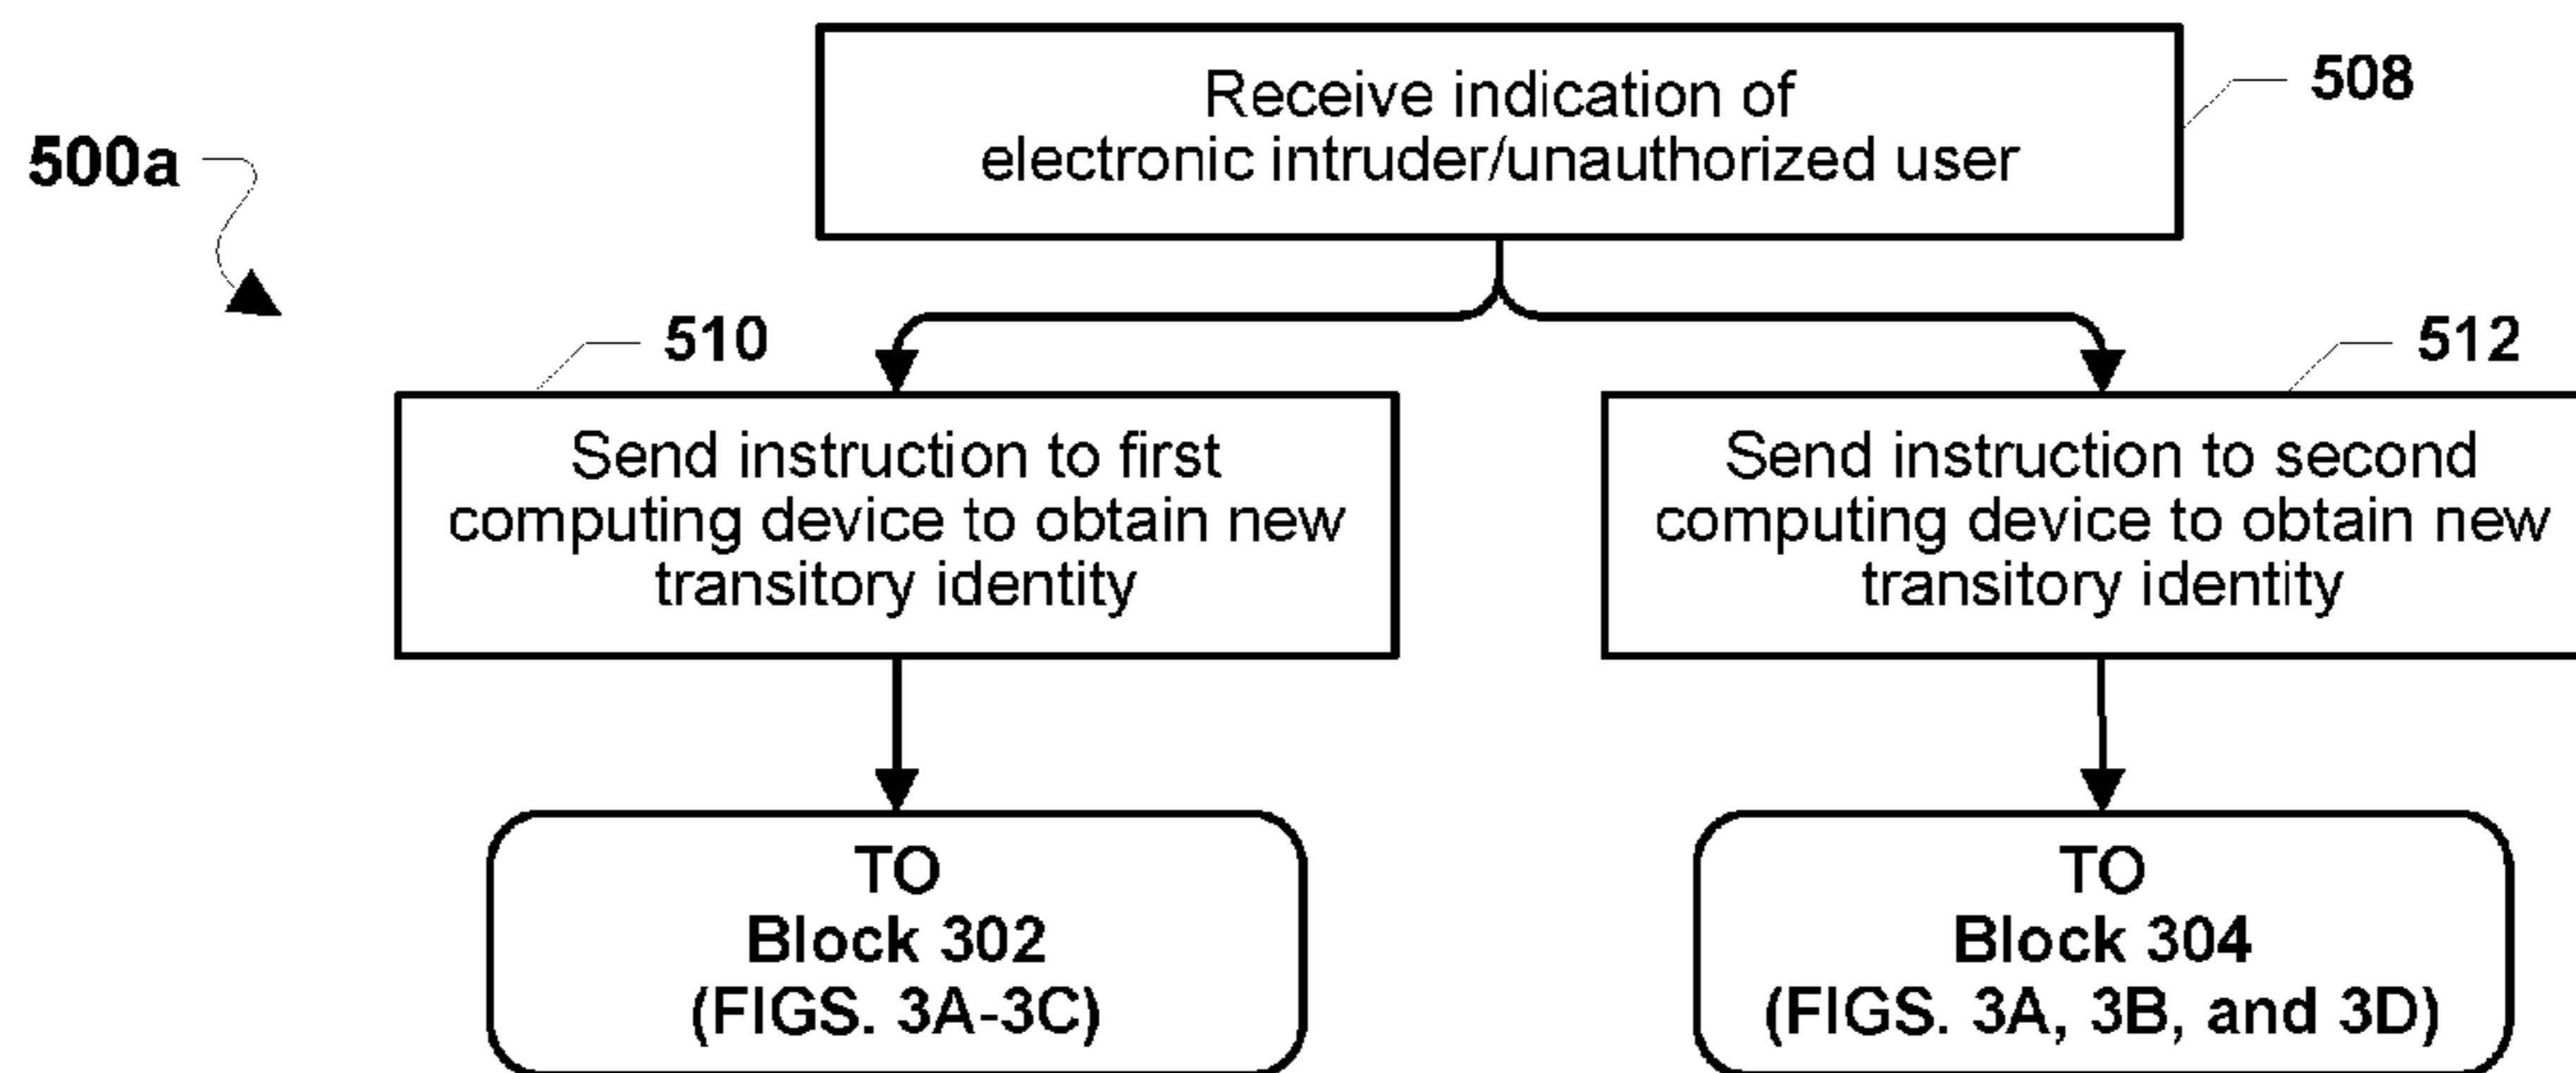 Receive indication of
electronic intruder/unauthorized user
508
500a
510
512
Send instruction to first
computing device to obtain new
transitory identity
Send instruction to second
computing device to obtain new
transitory identity
TO
Block 302
(FIGS. 3A-3C)
TO
Block 304
(FIGS. 3A, 3B, and 3D)